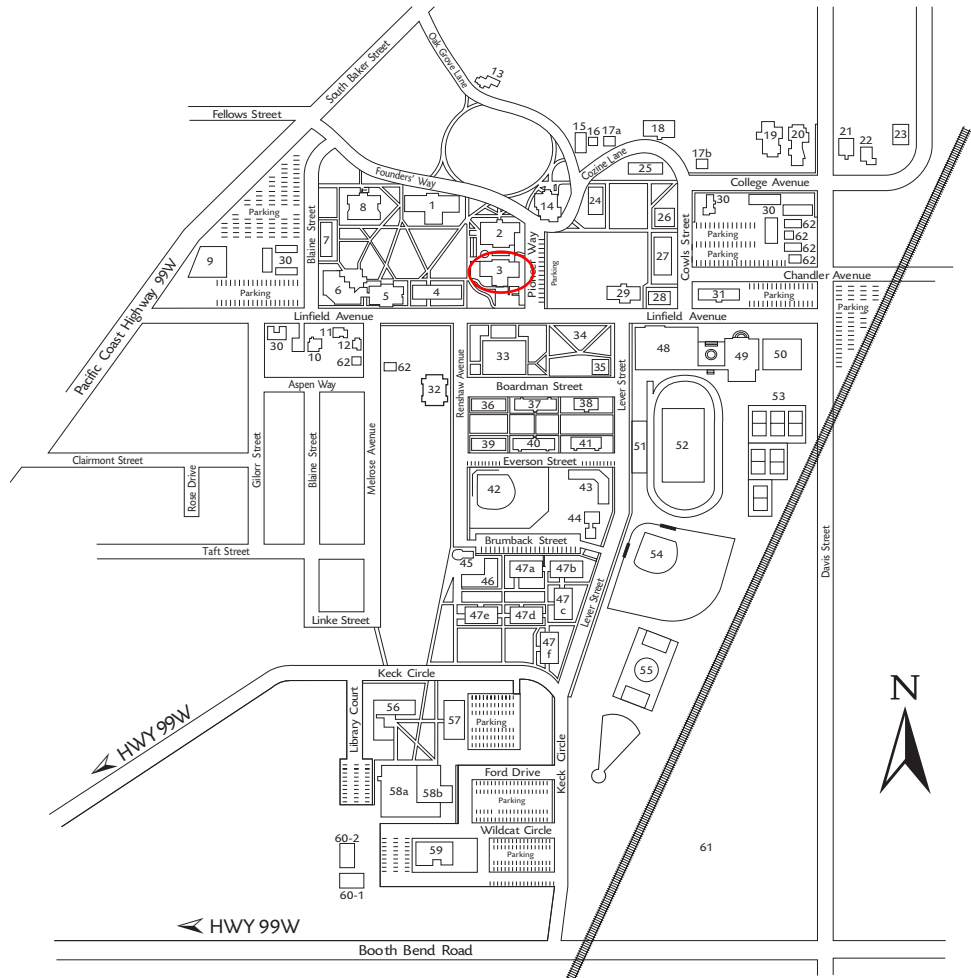 Oak Grove Lane
South Baker Street
13
Fellows Street
15
16
17a
18
19
20
21
22
23
17b
Cozine Lane
25
College Avenue
Founders' Way
Parking
8
1
14
24
26
30
30
62
62
62
62
Parking
Parking
Blaine Street
7
2
Pioneer Way
Parking
27
Cowls Street
Pacific Coast Highway 99W
9
30
3
Chandler Avenue
Parking
6
5
4
29
28
31
Parking
Parking
Linfield Avenue
Linfield Avenue
30
11
10
12
62
62
33
34
35
48
49
50
Aspen Way
32
Renshaw Avenue
Boardman Street
Lever Street
36
37
38
53
39
40
41
51
52
Clairmont Street
Rose Drive
Gilorr Street
Blaine Street
Melrose Avenue
Everson Street
42
43
44
Taft Street
Brumback Street
54
Davis Street
45
46
47a
47b
47
c
47e
47d
47
f
Lever Street
Linke Street
55
Keck Circle
N
HWY 99W
Library Court
56
57
Parking
Keck Circle
58a
58b
Ford Drive
Parking
Wildcat Circle
60-2
59
Parking
61
60-1
HWY 99W
Booth Bend Road